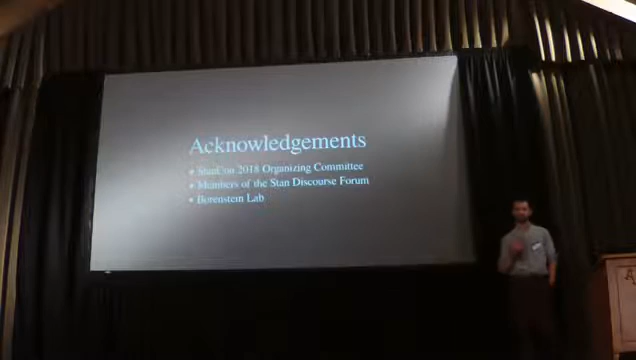 Acknowledgements
• StanCon 2018 Organizing Committee
• Members of the Stan Discourse Forum
• Borenstein Lab